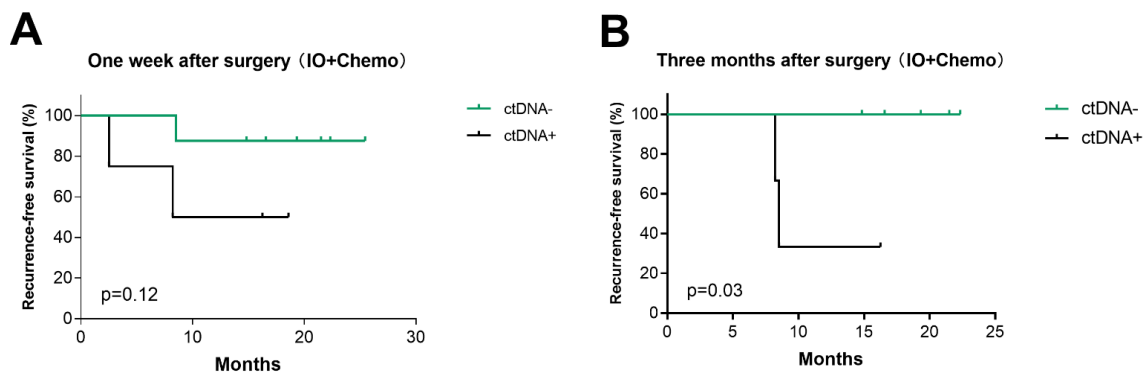 A
One week after surgery（IO+Chemo）
Recurrence-free survival (%)
100
80
60
40
20
0
p=0.12
0 10 20 30
Months
ctDNA-
ctDNA+
B
Three months after surgery（IO+Chemo）
Recurrence-free survival (%)
100
80
60
40
20
0
p=0.03
0 5 10 15 20 25
Months
ctDNA-
ctDNA+